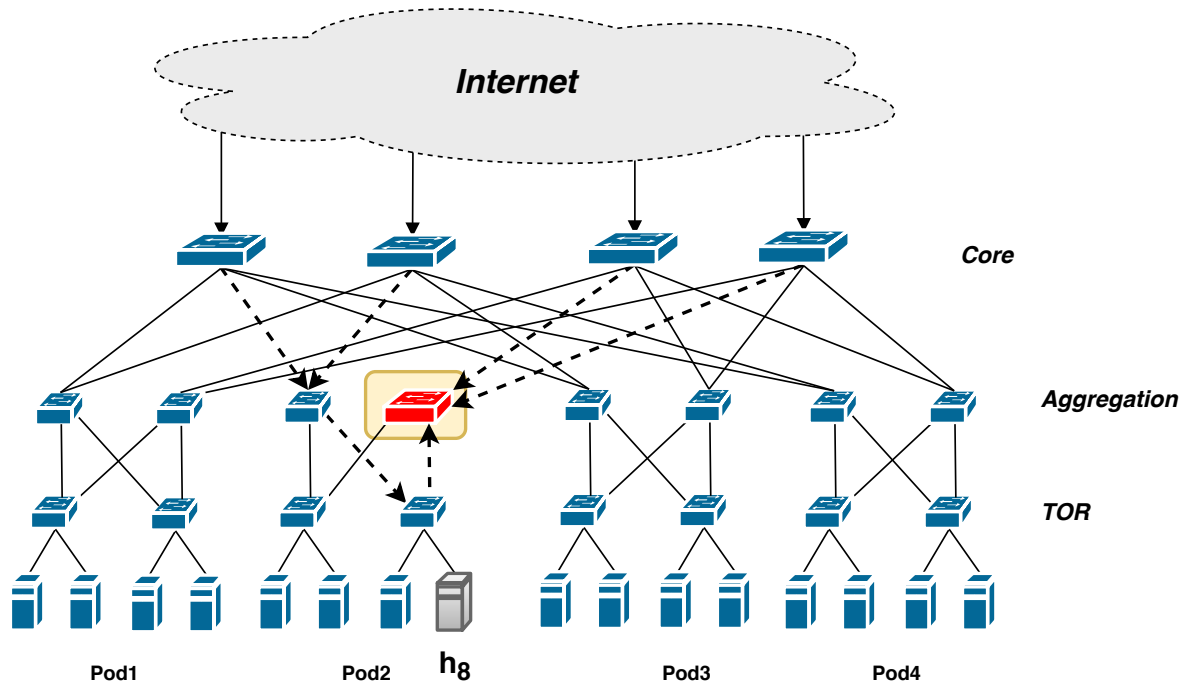 Internet
Core
Aggregation
TOR
Pod1
Pod2
h8
Pod3
Pod4